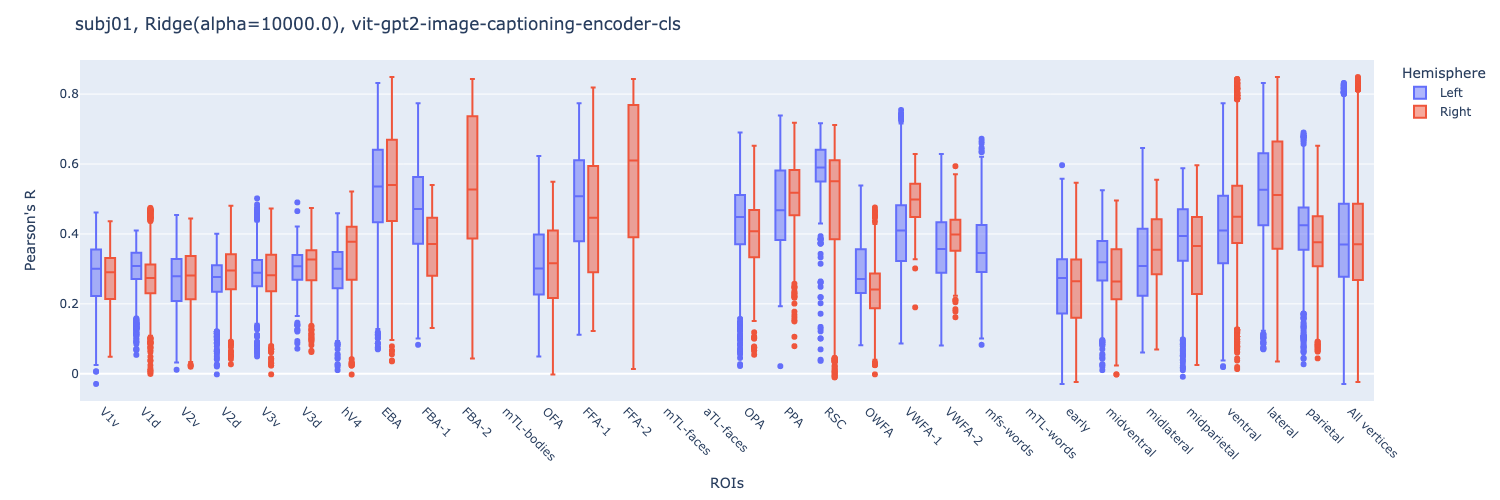 subj01, Ridge(alpha=10000.0), vit-gpt2-image-captioning-encoder-cls
Hemisphere
Left
Right
Pearson's R
0.8
0.6
0.4
0.2
0
V1v
V1d
V2v
V2d
V3v
V3d
hV4
EBA
FBA-1
FBA-2
mTL-bodies
OFA
FFA-1
FFA-2
mTL-faces
aTL-faces
OPA
PPA
RSC
OWFA
VWFA-1
VWFA-2
mfs-words
mTL-words
early
midventral
midlateral
midparietal
ventral
lateral
parietal
All vertices
ROIs